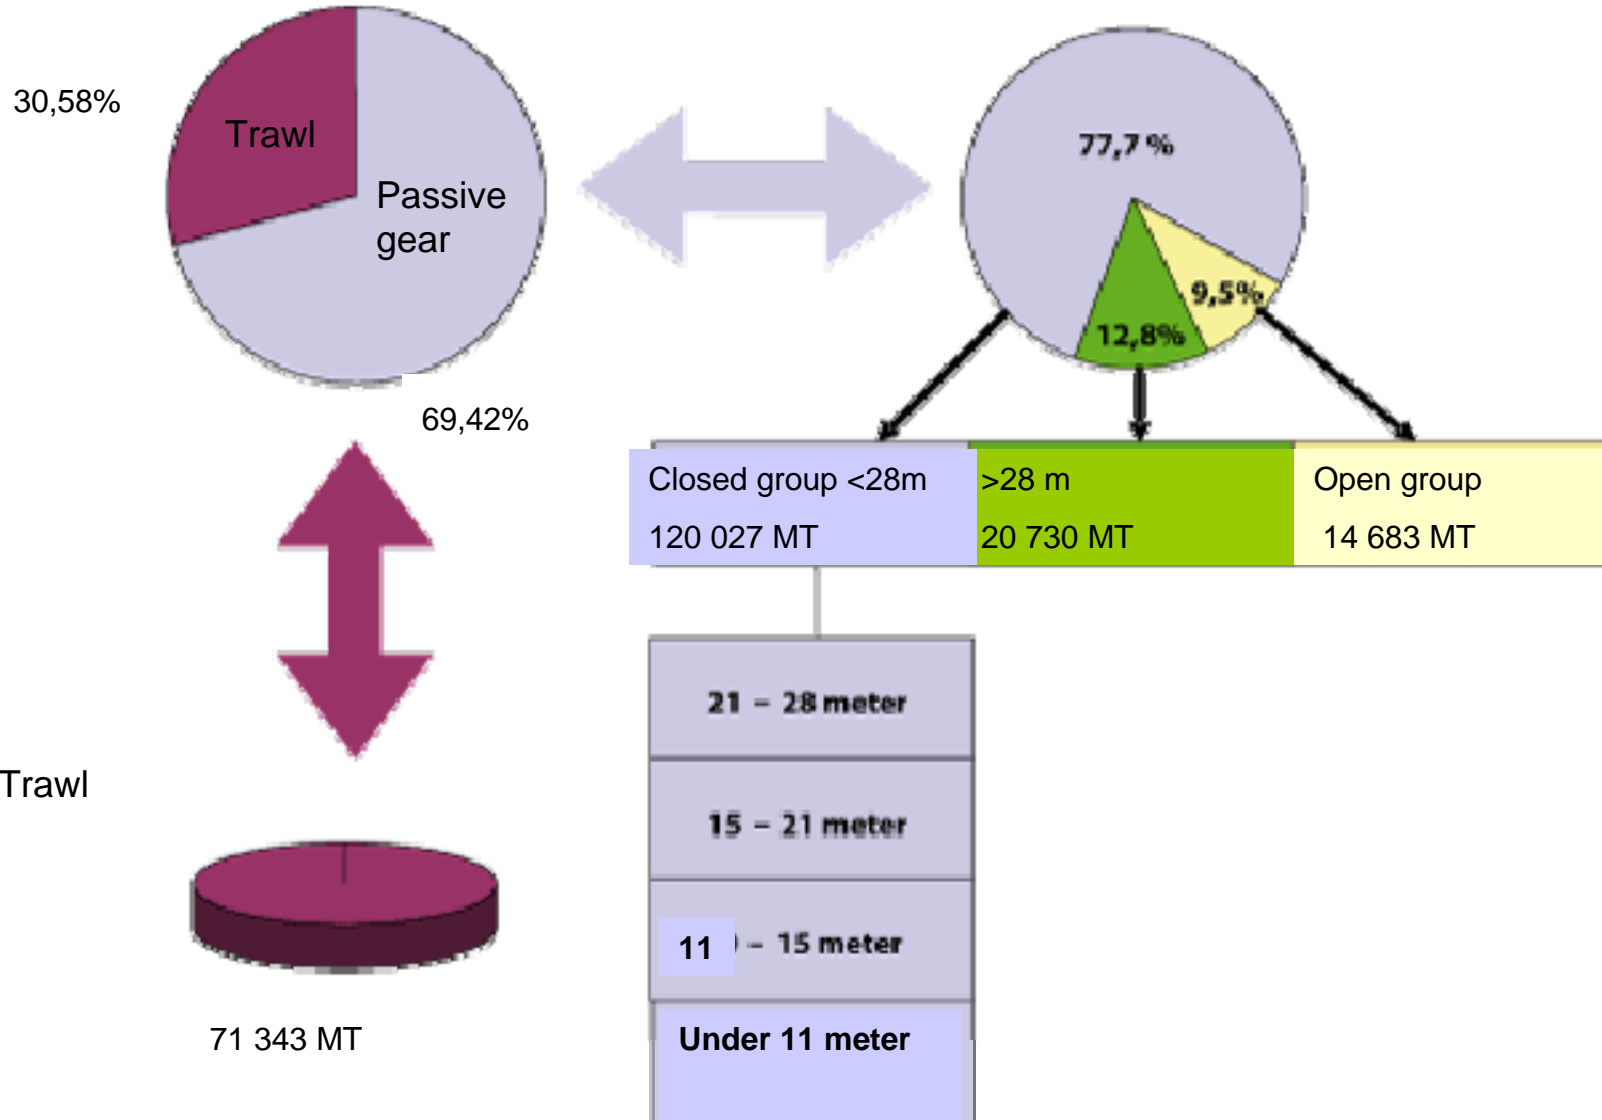 30,58%
Trawl
Passive
gear
69,42%
77,7%
9,5%
12,8%
Closed group <28m
120 027 MT
>28 m
20 730 MT
Open group
14 683 MT
21 – 28 meter
15 – 21 meter
11 – 15 meter
Under 11 meter
Trawl
71 343 MT